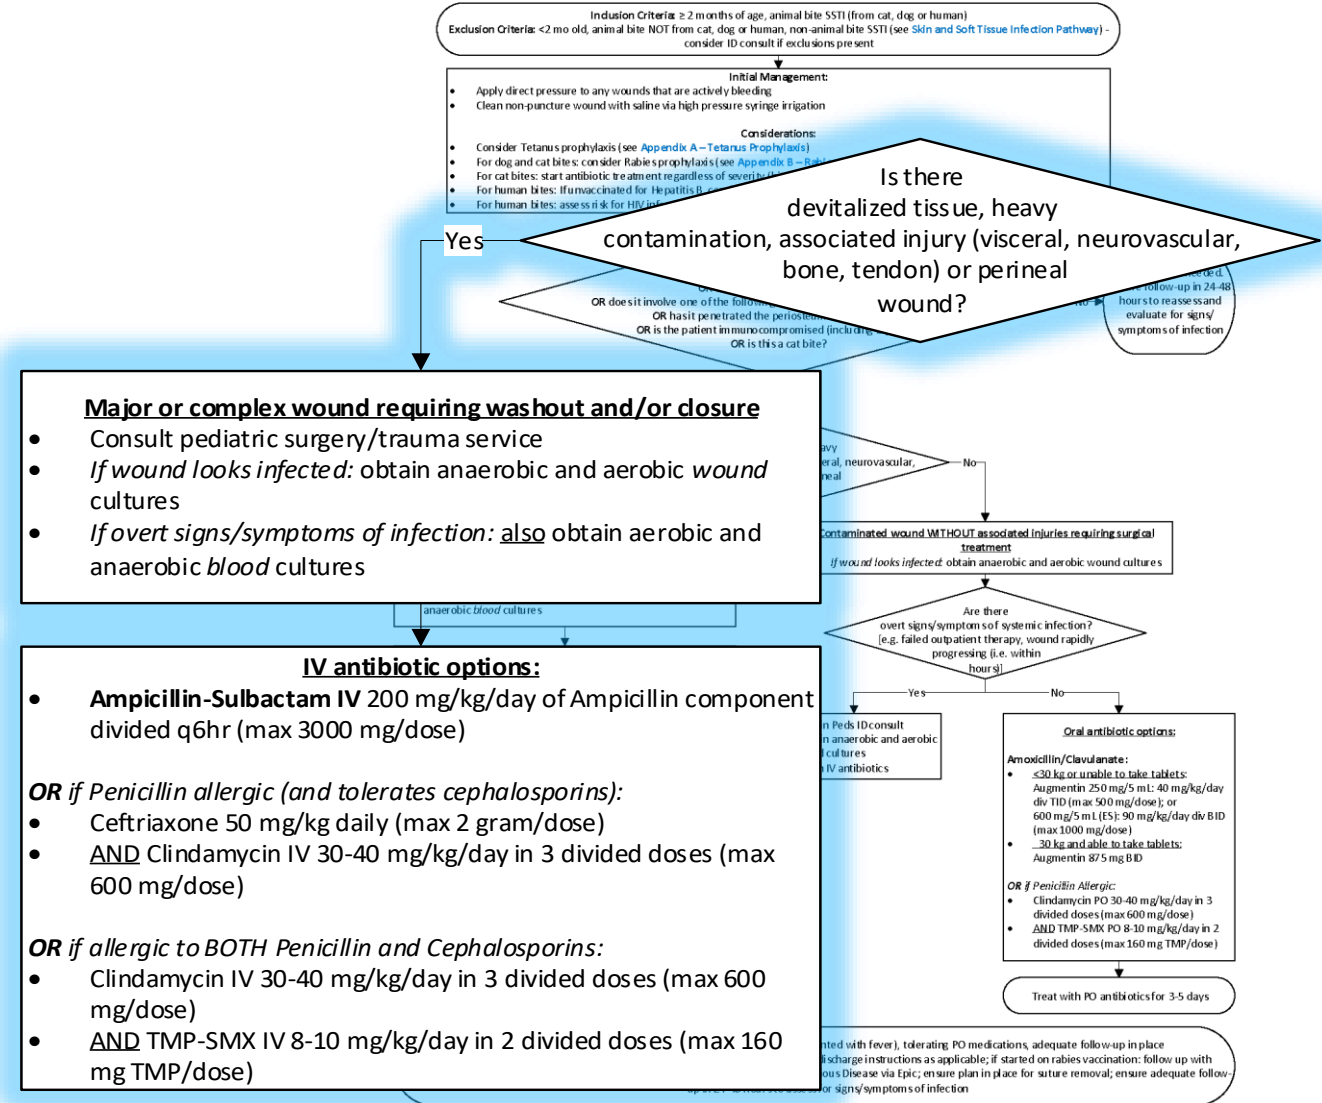 Inclusion Criteria: ≥ 2 months of age, animal bite SSTI (from cat, dog or human)
Exclusion Criteria: <2 mo old, animal bite NOT from cat, dog or human, non-animal bite SSTI (see Skin and Soft Tissue Infection Pathway) -
consider ID consult if exclusions present
Initial Management:
• Apply direct pressure to any wounds that are actively bleeding
• Clean non-puncture wound with saline via high pressure syringe irrigation
Considerations:
• Consider Tetanus prophylaxis (see Appendix A – Tetanus Prophylaxis)
• For dog and cat bites: consider Rabies prophylaxis (see Appendix B –
• For cat bites: start antibiotic treatment regardless of severity
• For human bites: If unvaccinated for Hepatitis B,
• For human bites: assess risk for HIV
Is there
devitalized tissue, heavy
contamination, associated injury (visceral, neurovascular,
bone, tendon) or perineal
wound?
Yes
OR does it involve one of the
OR has it penetrated the
OR is the patient immunocompromised
OR is this a cat bite?
No
follow-up in 24-48
hours to reassess and
evaluate for signs/
symptoms of infection
Major or complex wound requiring washout and/or closure
• Consult pediatric surgery/trauma service
• If wound looks infected: obtain anaerobic and aerobic wound
cultures
• If overt signs/symptoms of infection: also obtain aerobic and
anaerobic blood cultures
anaerobic blood cultures
neurovascular,
No
Contaminated wound WITHOUT associated injuries requiring surgical
treatment
If wound looks infected: obtain anaerobic and aerobic wound cultures
Are there
overt signs/symptoms of systemic infection?
[e.g. failed outpatient therapy, wound rapidly
progressing (i.e. within
hours)]
Yes
No
IV antibiotic options:
• Ampicillin-Sulbactam IV 200 mg/kg/day of Ampicillin component
divided q6hr (max 3000 mg/dose)
OR if Penicillin allergic (and tolerates cephalosporins):
• Ceftriaxone 50 mg/kg daily (max 2 gram/dose)
• AND Clindamycin IV 30-40 mg/kg/day in 3 divided doses (max
600 mg/dose)
OR if allergic to BOTH Penicillin and Cephalosporins:
• Clindamycin IV 30-40 mg/kg/day in 3 divided doses (max 600
mg/dose)
• AND TMP-SMX IV 8-10 mg/kg/day in 2 divided doses (max 160
mg TMP/dose)
Peds ID consult
anaerobic and aerobic
cultures
IV antibiotics
Oral antibiotic options:
Amoxicillin/Clavulanate:
• <30 kg or unable to take tablets:
Augmentin 250 mg/5 mL: 40 mg/kg/day
div TID (max 500 mg/dose); or
600 mg/5 mL (ES): 90 mg/kg/day div BID
(max 1000 mg/dose)
• 30 kg and able to take tablets:
Augmentin 875 mg BID
OR if Penicillin Allergic:
• Clindamycin PO 30-40 mg/kg/day in 3
divided doses (max 600 mg/dose)
• AND TMP-SMX PO 8-10 mg/kg/day in 2
divided doses (max 160 mg TMP/dose)
Treat with PO antibiotics for 3-5 days
with fever), tolerating PO medications, adequate follow-up in place
discharge instructions as applicable; if started on rabies vaccination: follow up with
Disease via Epic; ensure plan in place for suture removal; ensure adequate follow-
signs/symptoms of infection